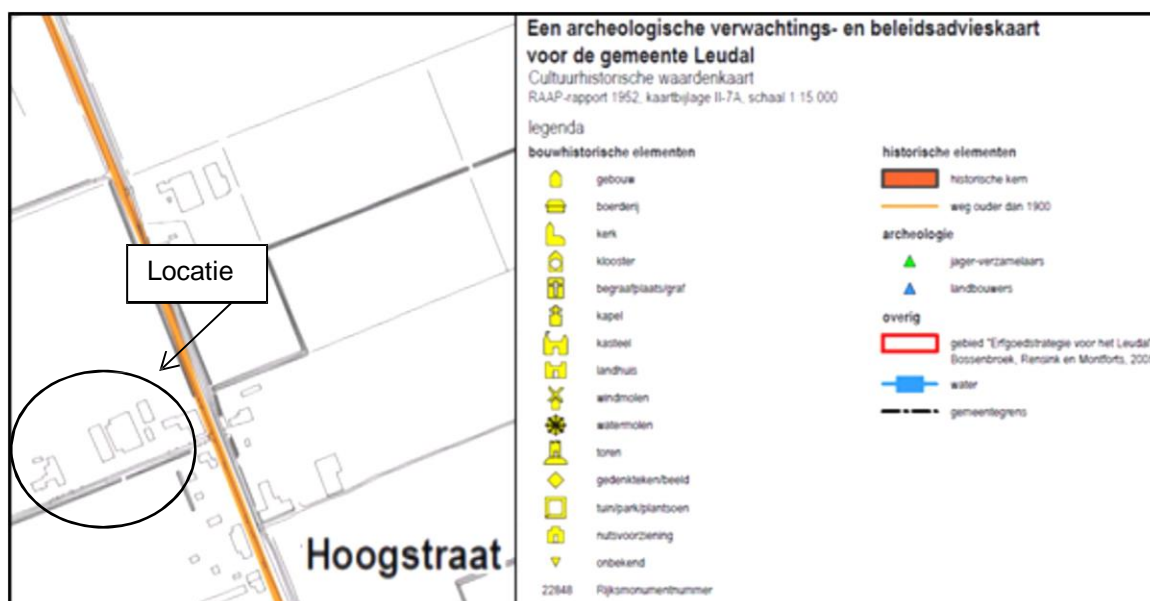 Locatie
Hoogstraat
Een archeologische verwachtings- en beleidsadvieskaart
voor de gemeente Leudal
Cultuurhistorische waardenkaart
RAAP-rapport 1952, kaartbijlage II-7A, schaal 1:15.000
legenda
bouwhistorische elementen
gebouw
boerderij
kerk
klooster
begraafplaats/graf
kapel
kasteel
landhuis
windmolen
watermolen
toren
gedenkteken/beeld
tuin/park/plantsoen
nutsvoorziening
onbekend
22848 Rijksmonumentnummer
historische elementen
historische kern
weg ouder dan 1900
archeologie
jager-verzamelaars
landbouwers
overig
gebied "Erfgoedstrategie voor het Leudal
Bossenbroek, Rensink en Montforts,
water
gemeentegrens